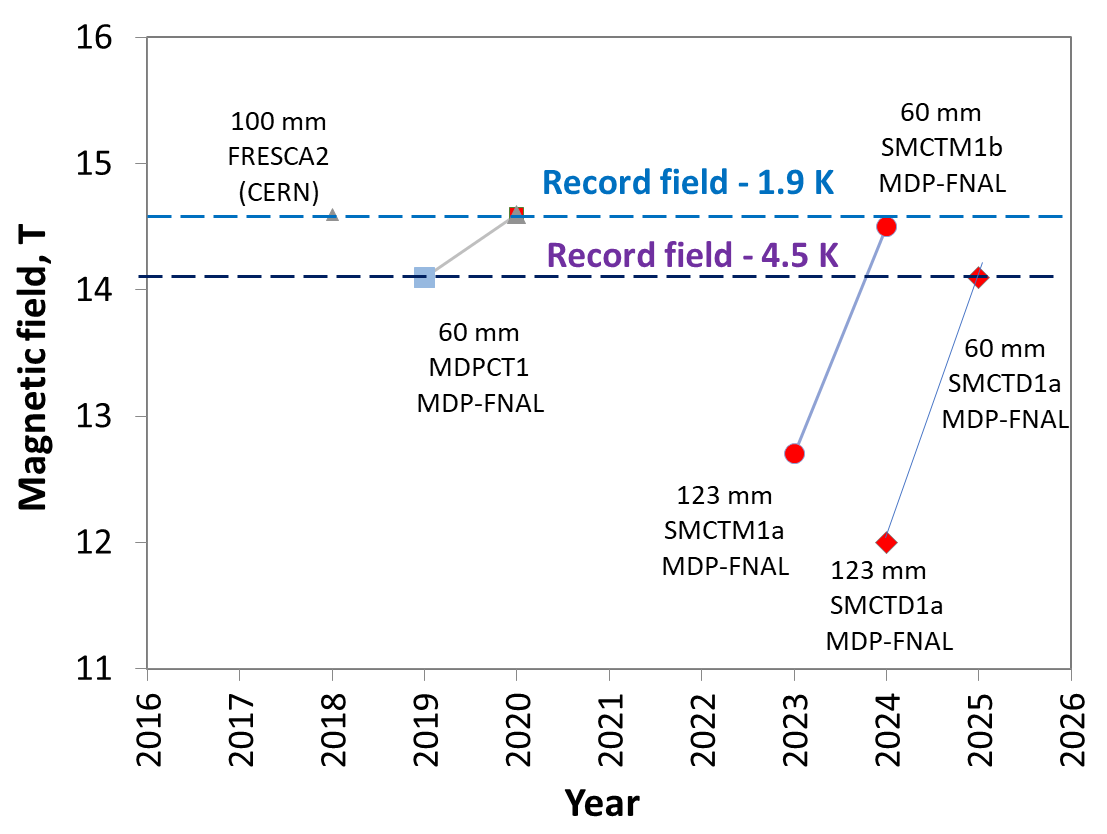 16
15
14
13
12
11
Magnetic field, T
100 mm
FRESCA2
(CERN)
Record field - 1.9 K
Record field - 4.5 K
60 mm
SMCTM1b
MDP-FNAL
60 mm
MDPCT1
MDP-FNAL
60 mm
SMCTD1a
MDP-FNAL
123 mm
SMCTM1a
MDP-FNAL
123 mm
SMCTD1a
MDP-FNAL
2016
2017
2018
2019
2020
2021
2022
2023
2024
2025
2026
Year